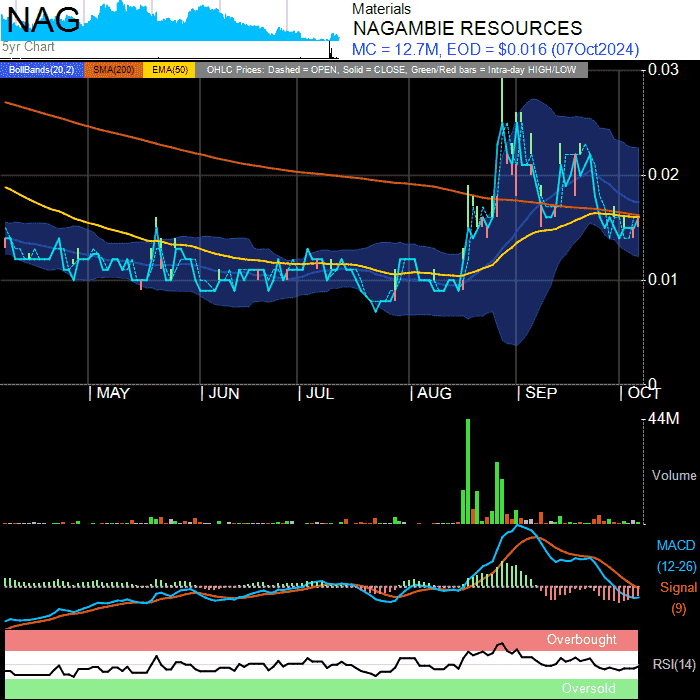 NAG
5yr Chart
Materials
NAGAMBIE RESOURCES
MC = 12.7M, EOD = $0.016 (07Oct2024)
BollBands(20,2) SMA(200) EMA(50) OHLC Prices: Dashed = OPEN, Solid = CLOSE, Green/Red bars = Intra-day HIGH/LOW
0.03
0.02
0.01
0
MAY JUN JUL AUG SEP OCT
44M
Volume
MACD
(12-26)
Signal
(9)
Overbought
RSI(14)
Oversold